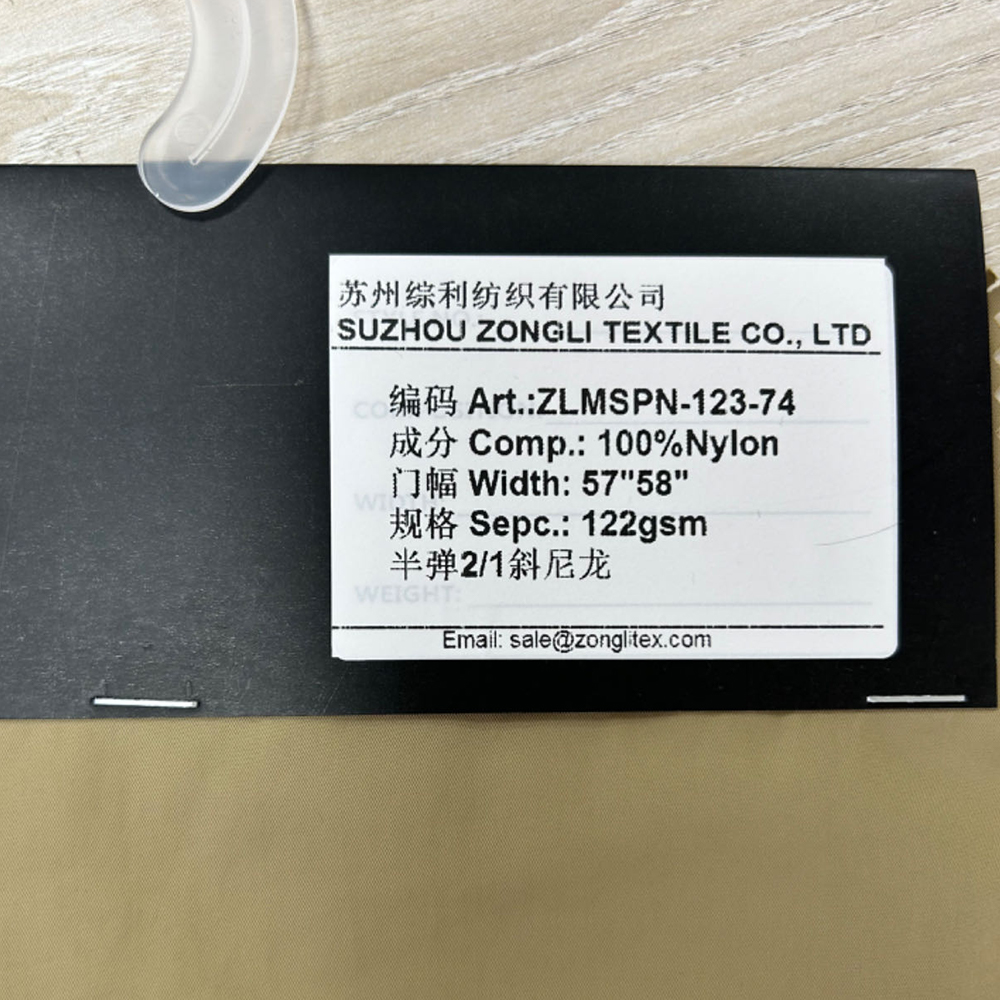 苏州综利纺织有限公司
SUZHOU ZONGLI TEXTILE CO., LTD
编码 Art.:ZLMSPN-123-74
成分 Comp.: 100%Nylon
门幅 Width: 57"58"
WIDTH:
规格 Sepc.: 122gsm
半弹2/1斜尼龙
WEIGHT:
Email: sale@zonglitex.com